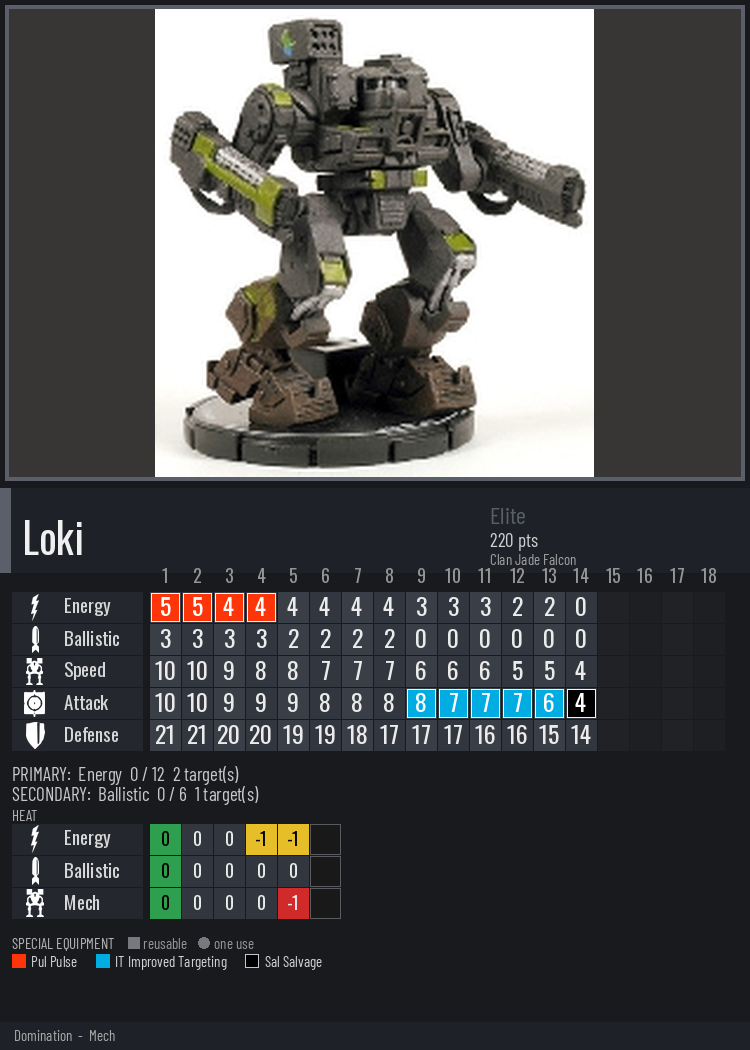 Loki
Elite
220 pts
Clan Jade Falcon
1 2 3 4 5 6 7 8 9 10 11 12 13 14 15 16 17 18
Energy 5 5 4 4 4 4 4 4 3 3 3 2 2 0
Ballistic 3 3 3 3 2 2 2 2 0 0 0 0 0 0
Speed 10 10 9 8 8 7 7 7 6 6 6 5 5 4
Attack 10 10 9 9 9 8 8 8 8 7 7 7 6 4
Defense 21 21 20 20 19 19 18 17 17 17 16 16 15 14
PRIMARY: Energy 0 / 12 2 target(s)
SECONDARY: Ballistic 0 / 6 1 target(s)
HEAT
Energy 0 0 0 -1 -1
Ballistic 0 0 0 0 0
Mech 0 0 0 0 -1
SPECIAL EQUIPMENT reusable one use
Pul Pulse IT Improved Targeting Sal Salvage
Domination - Mech